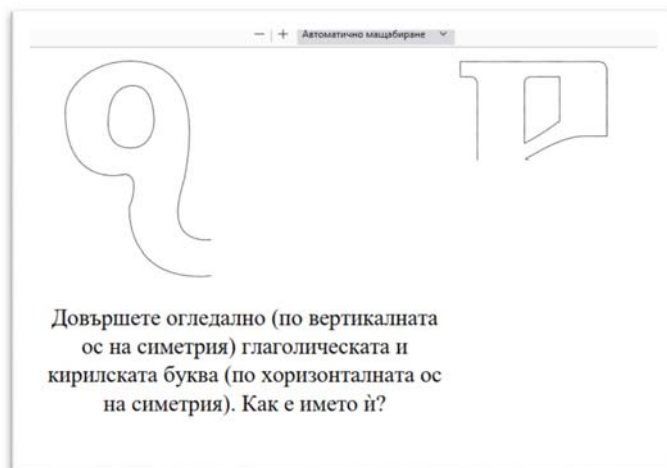 Автоматично мащабиране
Довършете огледално (по вертикалната
ос на симетрия) глаголическата и
кирилската буква (по хоризонталната ос
на симетрия). Как е името ѝ?